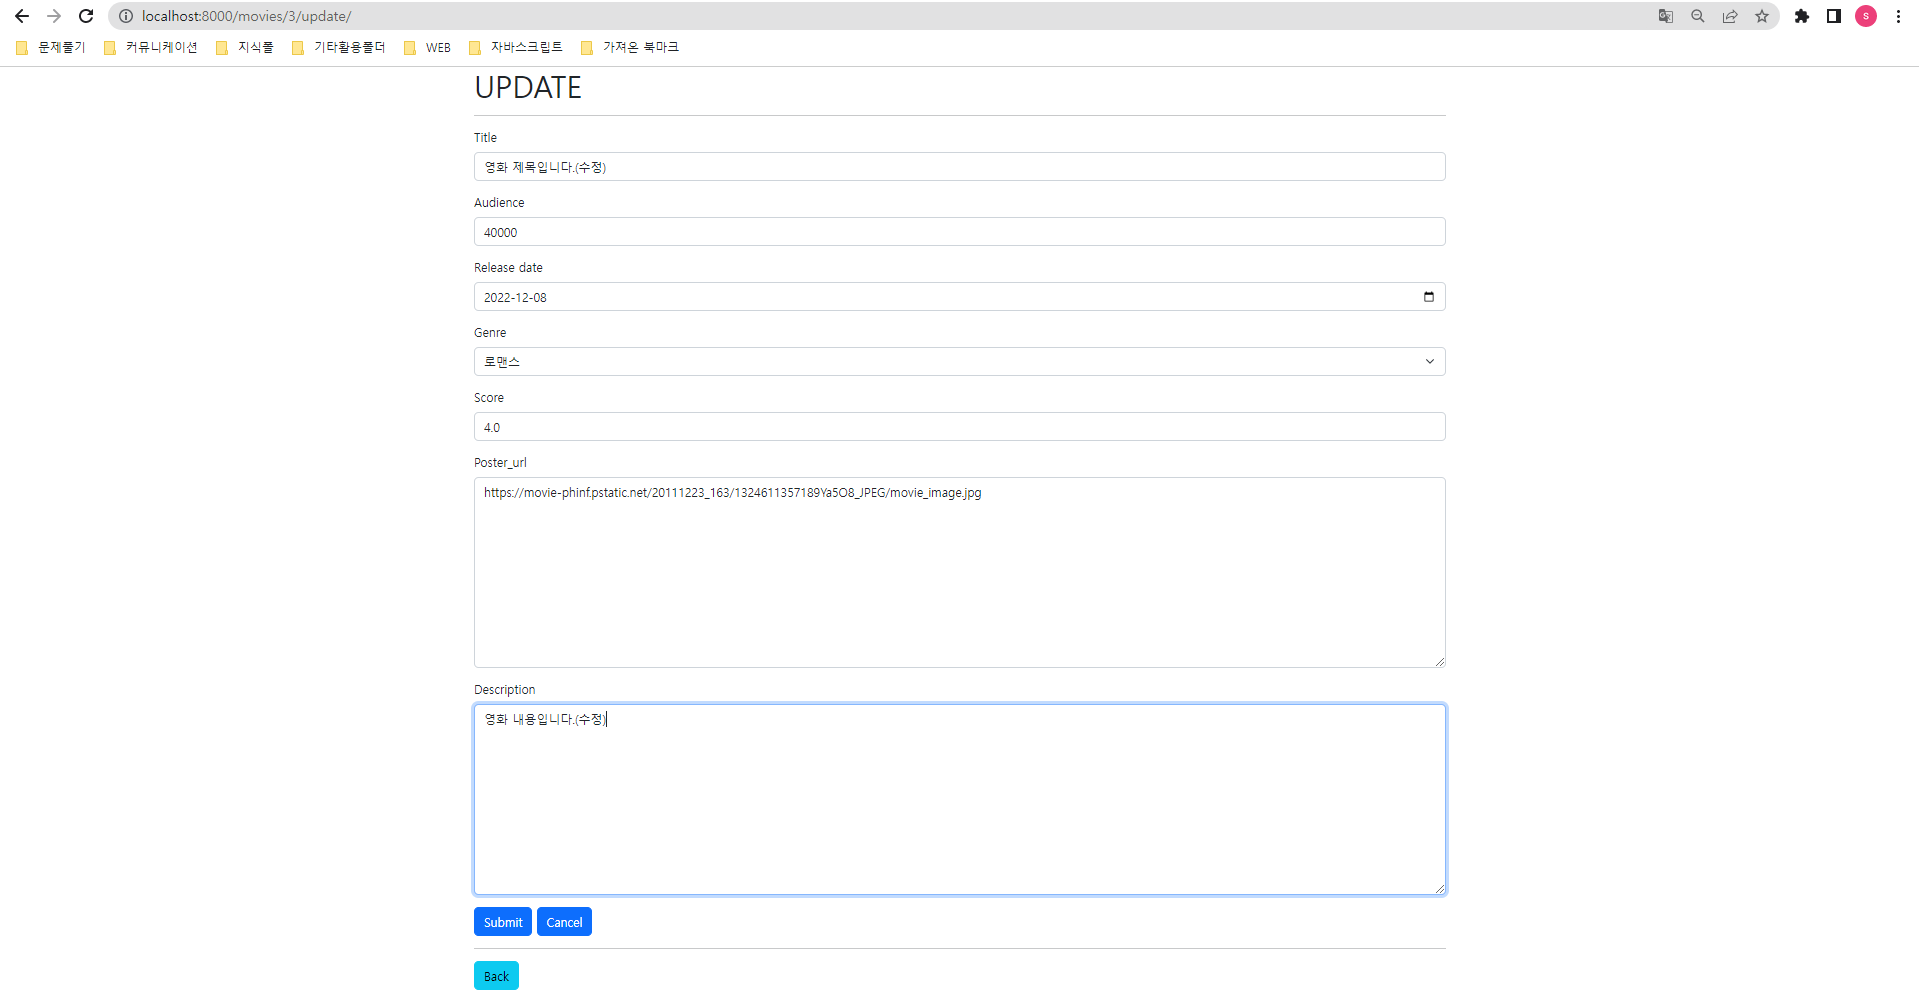 localhost:8000/movies/3/update/
문제풀기 커뮤니케이션 지식폴 기타활용폴더 WEB 자바스크립트 가져온 북마크
UPDATE
Title
영화 제목입니다.(수정)
Audience
40000
Release date
2022-12-08
Genre
로맨스
Score
4.0
Poster_url
https://movie-phinf.pstatic.net/20111223_163/1324611357189Ya5O8_JPEG/movie_image.jpg
Description
영화 내용입니다.(수정)
Submit Cancel
Back